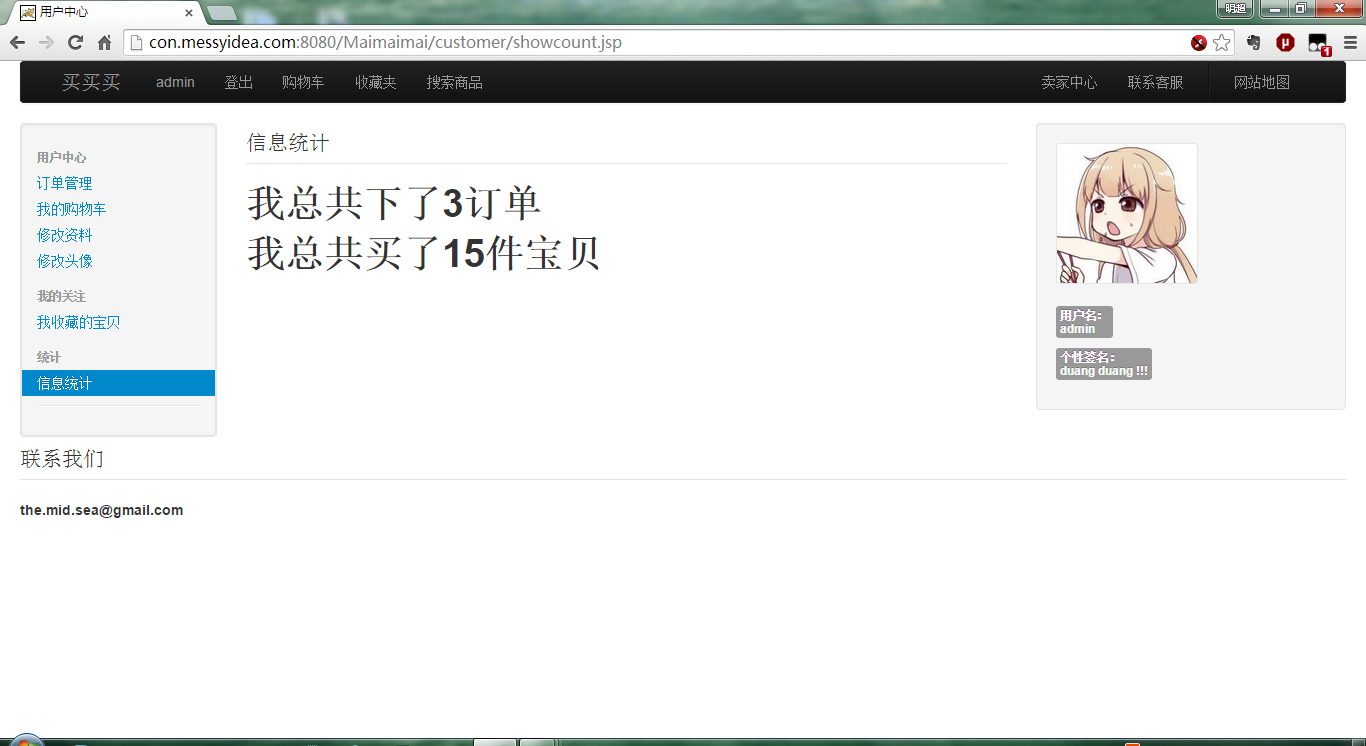 用户中心
明超
con.messyidea.com:8080/Maimaimai/customer/showcount.jsp
1
买买买 admin 登出 购物车 收藏夹 搜索商品 卖家中心 联系客服 网站地图
用户中心
订单管理
我的购物车
修改资料
修改头像
我的关注
我收藏的宝贝
统计
信息统计
信息统计
我总共下了3订单
我总共买了15件宝贝
用户名：
admin
个性签名：
duang duang !!!
联系我们
the.mid.sea@gmail.com